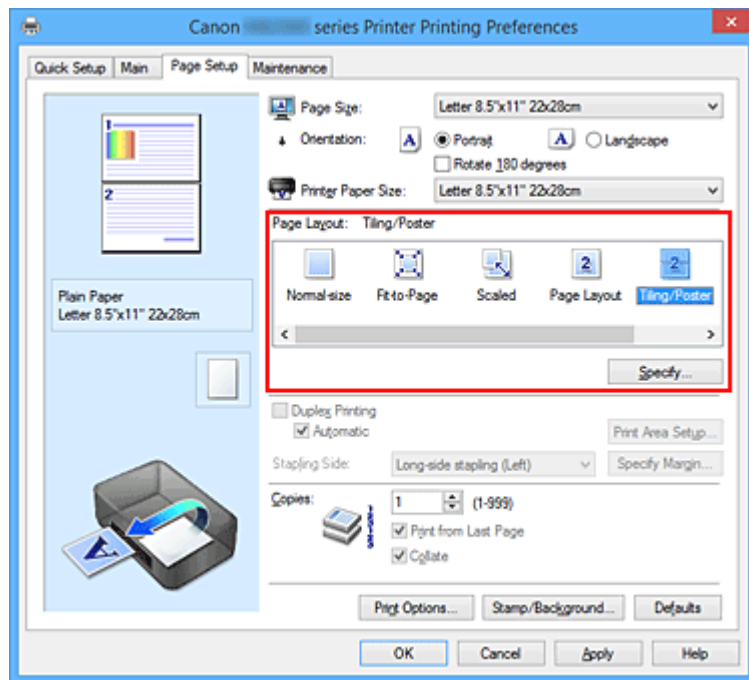 Canon series Printer Printing Preferences
Quick Setup Main Page Setup Maintenance
1
2
Plain Paper
Letter 8.5"x11" 22x28cm
Page Size: Letter 8.5"x11" 22x28cm
Orientation: A Portrait A Landscape
Rotate 180 degrees
Printer Paper Size: Letter 8.5"x11" 22x28cm
Page Layout: Tiling/Poster
2 2
Normal-size Fit-to-Page Scaled Page Layout Tiling/Poster
Specify...
Duplex Printing
Automatic Print Area Setup...
Stapling Side: Long-side stapling (Left) Specify Margin...
Copies: 1 (1-999)
Print from Last Page
Collate
A
Print Options... Stamp/Background... Defaults
OK Cancel Apply Help